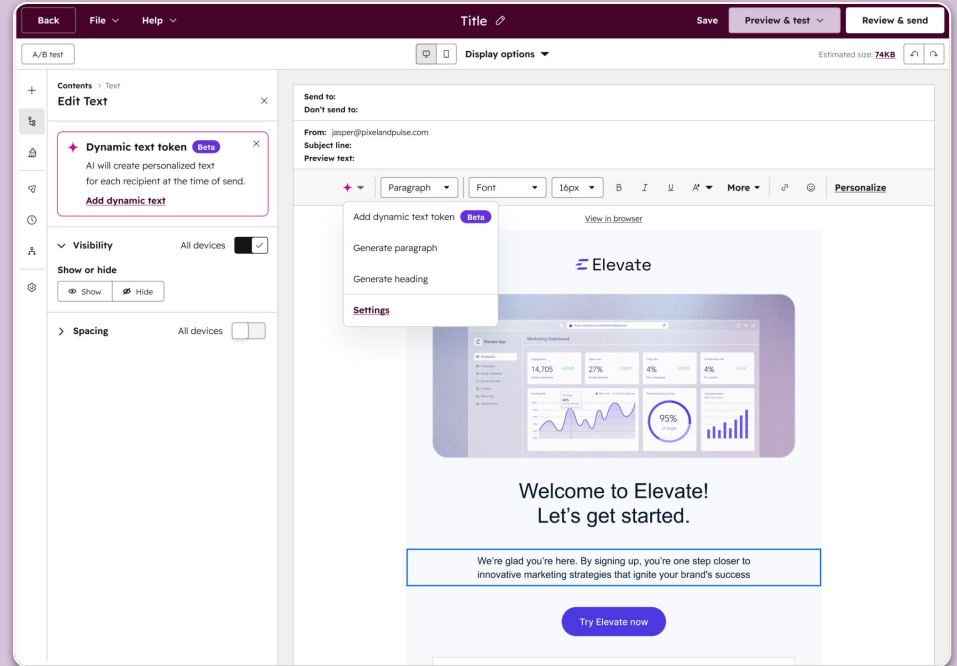 Back
File
Help
Title
Save
Preview & test
Review & send
A/B test
Display options
Estimated size: 74KB
Contents > Text
Edit Text
Dynamic text token Beta
AI will create personalized text
for each recipient at the time of send.
Add dynamic text
Visibility
All devices
Show or hide
Show
Hide
Spacing
All devices
Send to:
Don't send to:
From: jasper@pixelandpulse.com
Subject line:
Preview text:
Paragraph
Font
16px
B
I
U
A
More
Personalize
Add dynamic text token Beta
Generate paragraph
Generate heading
Settings
View in browser
Elevate
Elevate App
Marketing Dashboard
14,705
27%
4%
4%
95%
of target
Welcome to Elevate!
Let's get started.
We're glad you're here. By signing up, you're one step closer to
innovative marketing strategies that ignite your brand's success
Try Elevate now